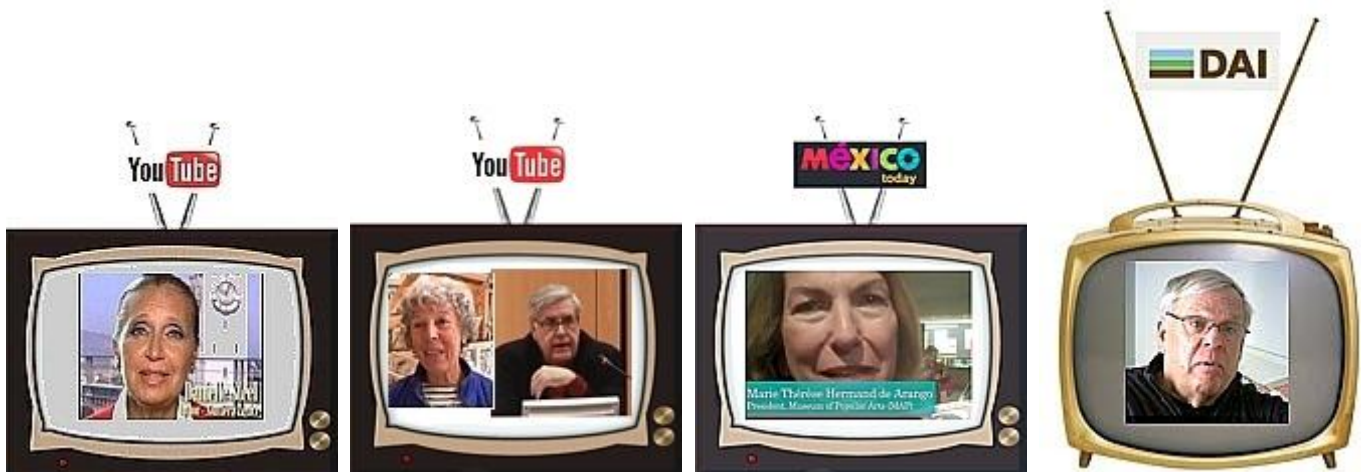 YouTube
YouTube
MéXICO
today
Marie Thérèse Hermand de Arango
President, Museum of Popular Arts (MAP)
DAI